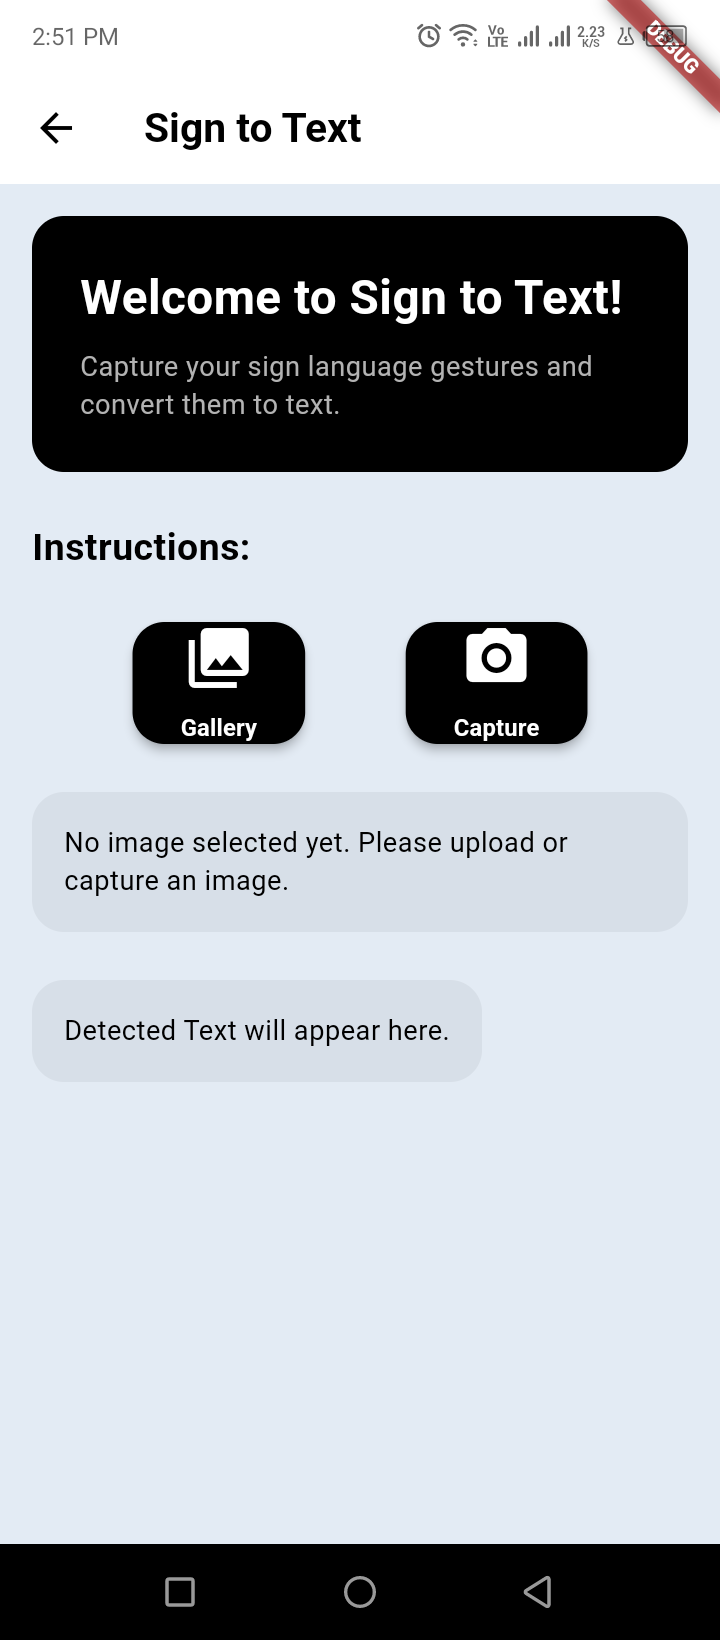 2:51 PM
Vo LTE 2.23 K/S
DEBUG
Sign to Text
Welcome to Sign to Text!
Capture your sign language gestures and
convert them to text.
Instructions:
Gallery Capture
No image selected yet. Please upload or
capture an image.
Detected Text will appear here.